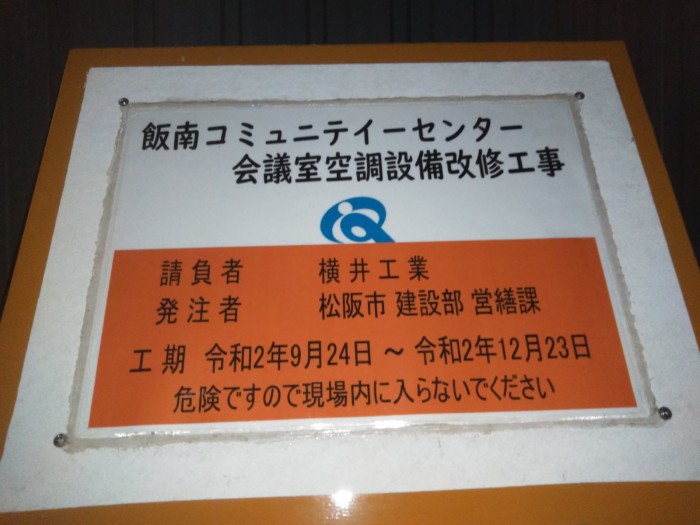 飯南コミュニテイーセンター
会議室空調設備改修工事
請負者 横井工業
発注者 松阪市 建設部 営繕課
工期 令和2年9月24日 ～ 令和2年12月23日
危険ですので現場内に入らないでください